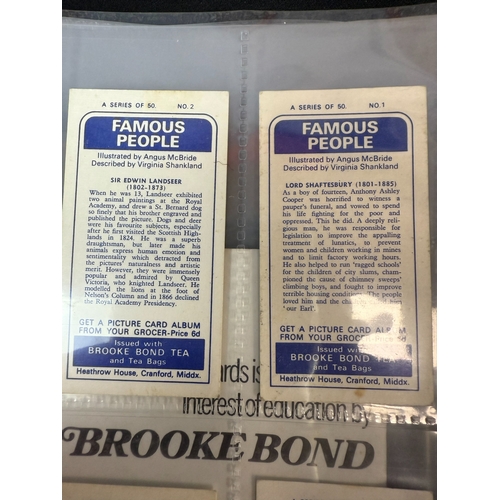 A SERIES OF 50. NO. 2
FAMOUS
PEOPLE
Illustrated by Angus McBride
Described by Virginia Shankland
SIR EDWIN LANDSEER
(1802-1873)
When he was 13, Landseer exhibited
two animal paintings at the Royal
Academy, and drew a St. Bernard dog
so finely that his brother engraved and
published the picture. Dogs and deer
were his favourite subjects, especially
after he first visited the Scottish High-
lands in 1824. He was a superb
draughtsman, but later made his
animals express human emotion and
sentimentality which detracted from
the pictures' naturalness and artistic
merit. However, they were immensely
popular and admired by Queen
Victoria, who knighted Landseer. He
modelled the lions at the foot of
Nelson's Column and in 1866 declined
the Royal Academy Presidency.
GET A PICTURE CARD ALBUM
FROM YOUR GROCER-Price 6d
Issued with
BROOKE BOND TEA
and Tea Bags
Heathrow House, Cranford, Middx.
A SERIES OF 50. NO. 1
FAMOUS
PEOPLE
Illustrated by Angus McBride
Described by Virginia Shankland
LORD SHAFTESBURY (1801-1885)
As a boy of fourteen, Anthony Ashley
Cooper was horrified to witness a
pauper's funeral, and vowed to spend
his life fighting for the poor and
oppressed. This he did. A deeply reli-
gious man, he was responsible for
legislation to improve the appalling
treatment of lunatics, to prevent
women and children working in mines
and to limit factory working hours.
He also helped to run 'ragged schools'
for the children of city slums, cham-
pioned the cause of chimney sweeps'
climbing boys, and fought to improve
terrible housing conditions. The people
loved him and the called him
'our Earl'.
GET A PICTURE CARD ALBUM
FROM YOUR GROCER-Price 6d
Issued with
BROOKE BOND TEA
and Tea Bags
Heathrow House, Cranford, Middx.
rds is
interest of education by
BROOKE BOND